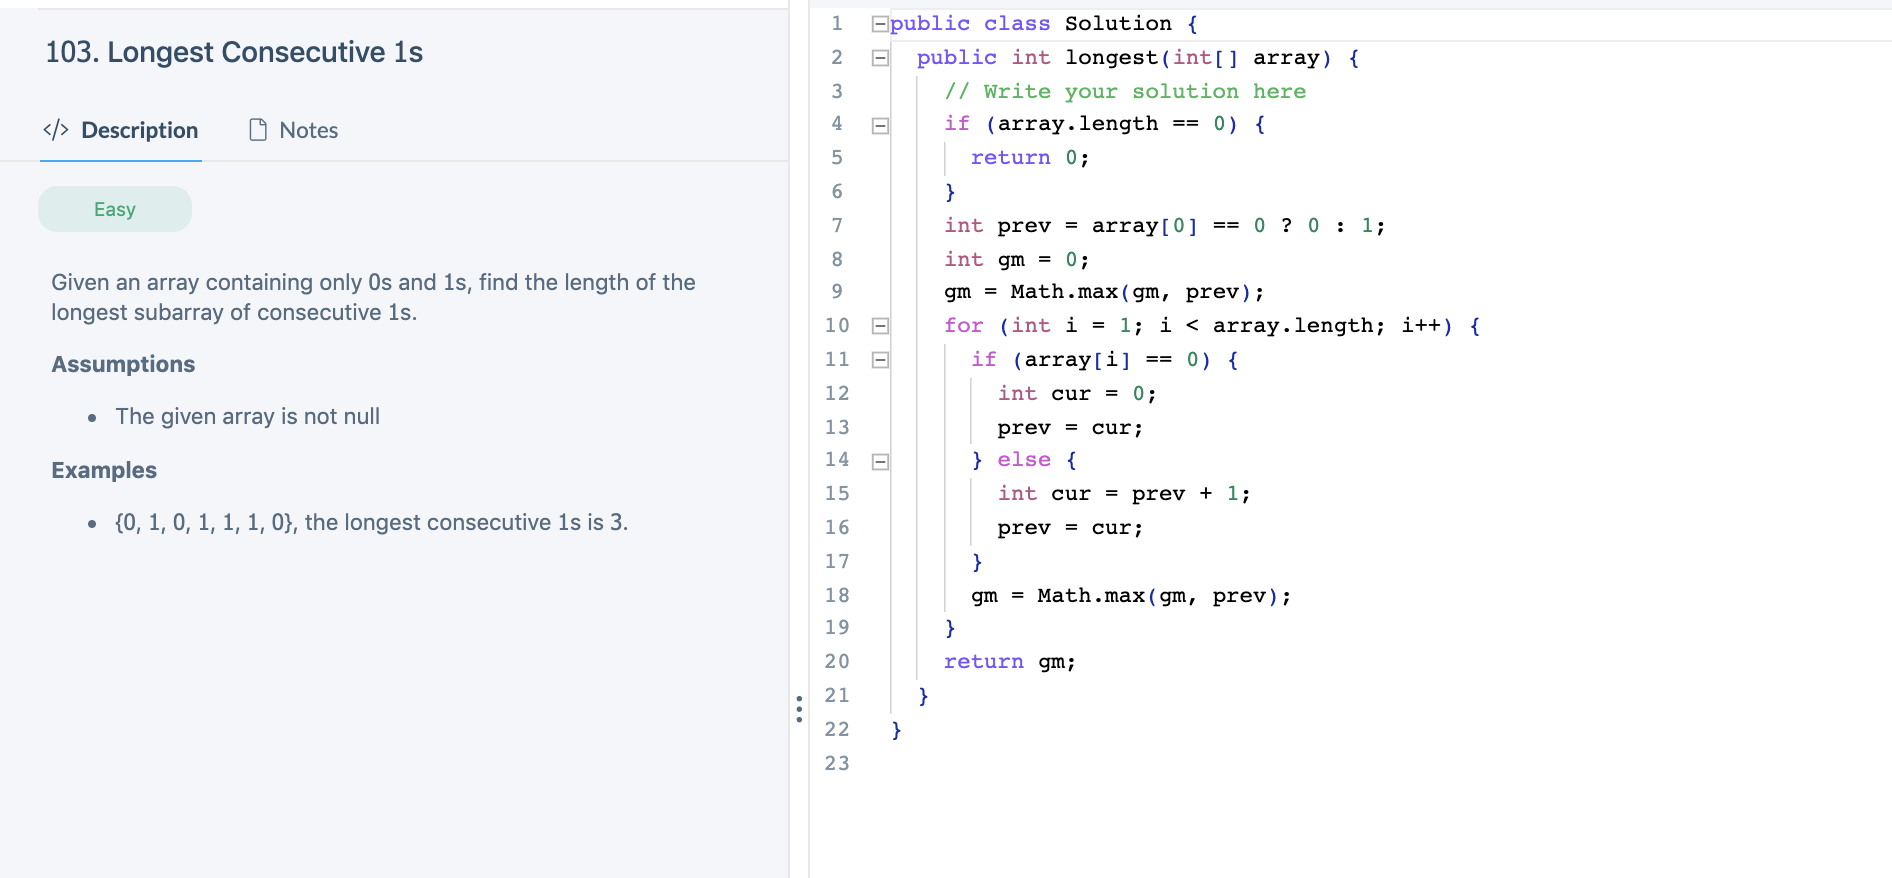 103. Longest Consecutive 1s
</> Description Notes
Easy
Given an array containing only 0s and 1s, find the length of the
longest subarray of consecutive 1s.
Assumptions
• The given array is not null
Examples
• {0, 1, 0, 1, 1, 1, 0}, the longest consecutive 1s is 3.
1 public class Solution {
2   public int longest(int[] array) {
3     // Write your solution here
4     if (array.length == 0) {
5       return 0;
6     }
7     int prev = array[0] == 0 ? 0 : 1;
8     int gm = 0;
9     gm = Math.max(gm, prev);
10     for (int i = 1; i < array.length; i++) {
11       if (array[i] == 0) {
12         int cur = 0;
13         prev = cur;
14       } else {
15         int cur = prev + 1;
16         prev = cur;
17       }
18       gm = Math.max(gm, prev);
19     }
20     return gm;
21   }
22 }
23